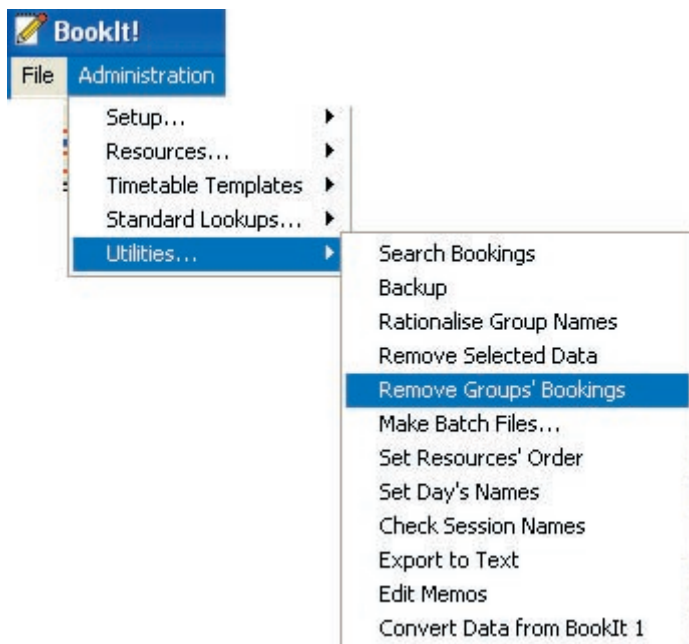 BookIt!
File Administration
Setup...
Resources...
Timetable Templates
Standard Lookups...
Utilities...
Search Bookings
Backup
Rationalise Group Names
Remove Selected Data
Remove Groups' Bookings
Make Batch Files...
Set Resources' Order
Set Day's Names
Check Session Names
Export to Text
Edit Memos
Convert Data from BookIt 1